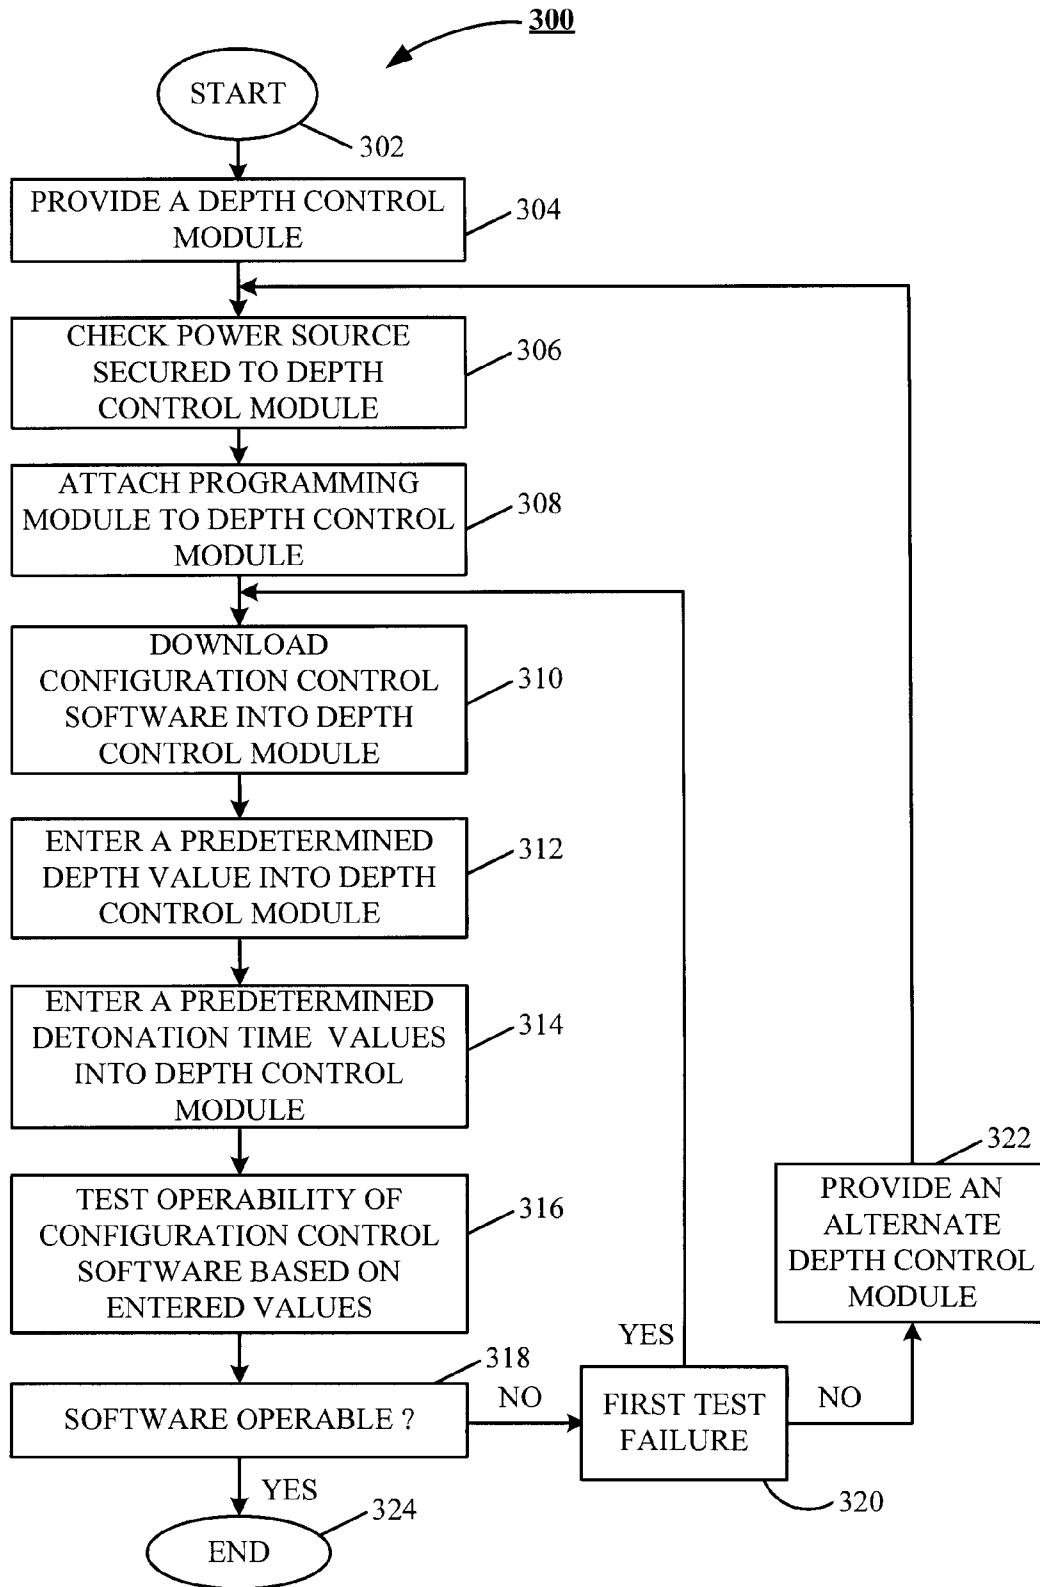 300
START
302
PROVIDE A DEPTH CONTROL
MODULE
304
CHECK POWER SOURCE
SECURED TO DEPTH
CONTROL MODULE
306
ATTACH PROGRAMMING
MODULE TO DEPTH CONTROL
MODULE
308
DOWNLOAD
CONFIGURATION CONTROL
SOFTWARE INTO DEPTH
CONTROL MODULE
310
ENTER A PREDETERMINED
DEPTH VALUE INTO DEPTH
CONTROL MODULE
312
ENTER A PREDETERMINED
DETONATION TIME VALUES
INTO DEPTH CONTROL
MODULE
314
TEST OPERABILITY OF
CONFIGURATION CONTROL
SOFTWARE BASED ON
ENTERED VALUES
316
SOFTWARE OPERABLE ?
318
NO
FIRST TEST
FAILURE
320
YES
NO
322
PROVIDE AN
ALTERNATE
DEPTH CONTROL
MODULE
YES
END
324